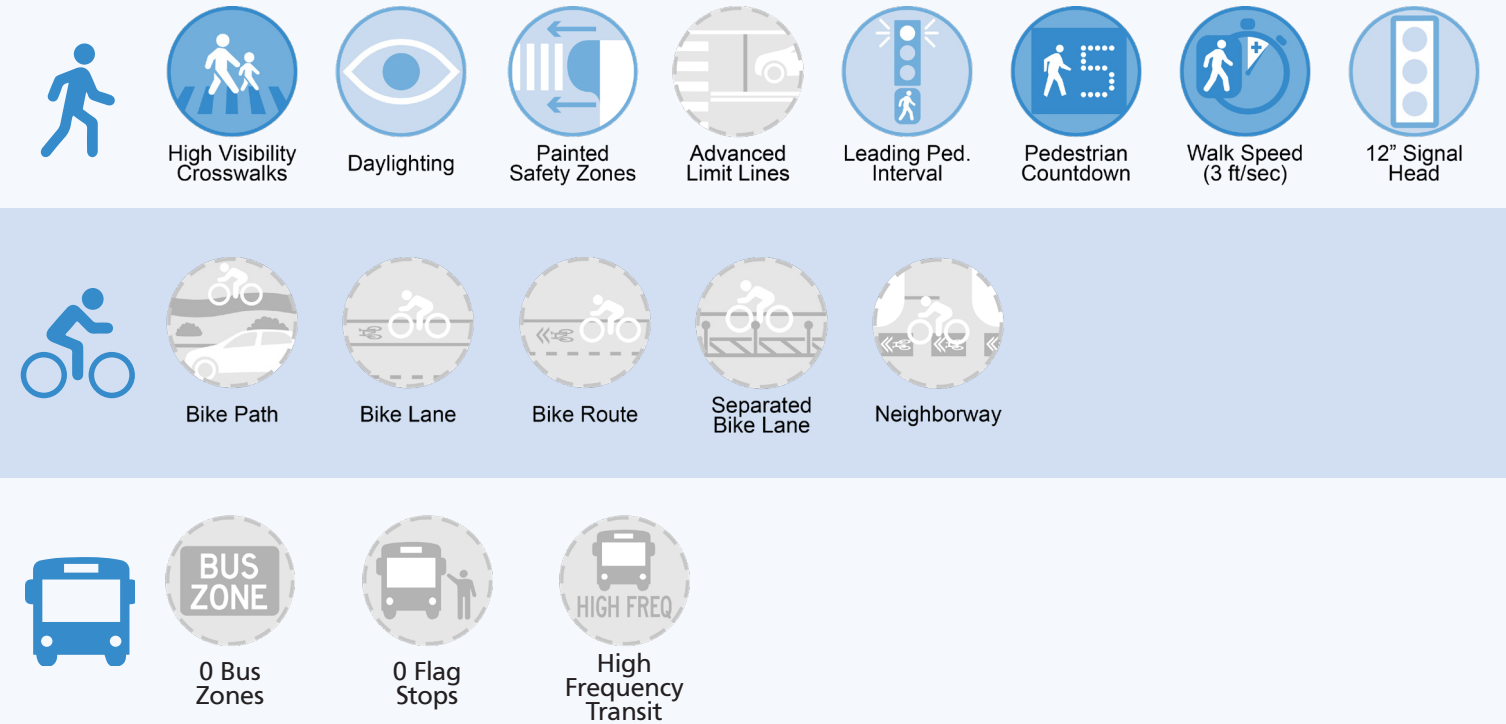 High Visibility
Crosswalks
Daylighting
Painted
Safety Zones
Advanced
Limit Lines
Leading Ped.
Interval
5
Pedestrian
Countdown
Walk Speed
(3 ft/sec)
12” Signal
Head
Bike Path
Bike Lane
Bike Route
Separated
Bike Lane
Neighborway
BUS
ZONE
0 Bus
Zones
0 Flag
Stops
HIGH FREQ
High
Frequency
Transit